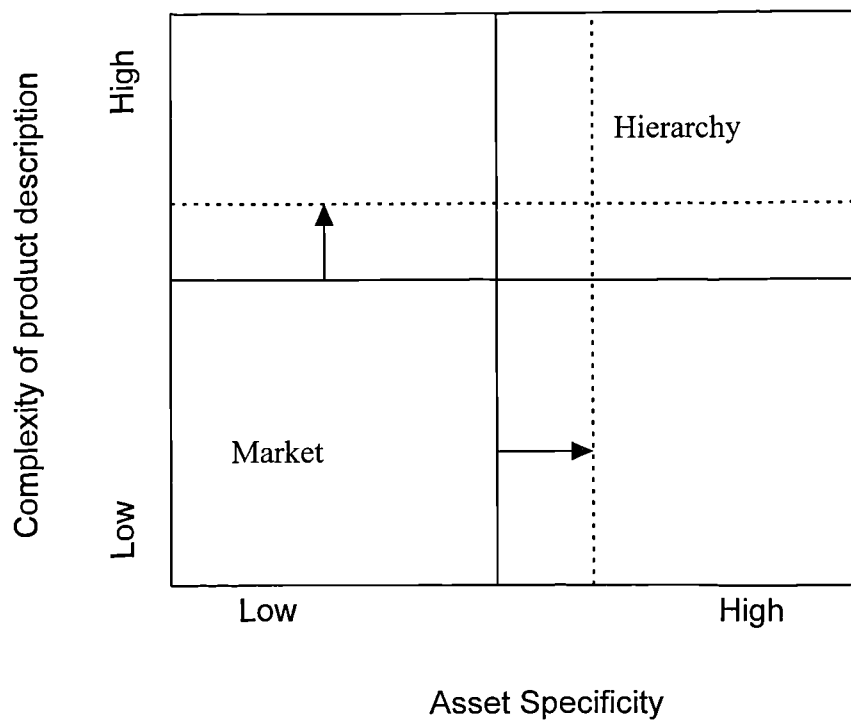 Complexity of product description
High
Low
Hierarchy
Market
Low
High
Asset Specificity